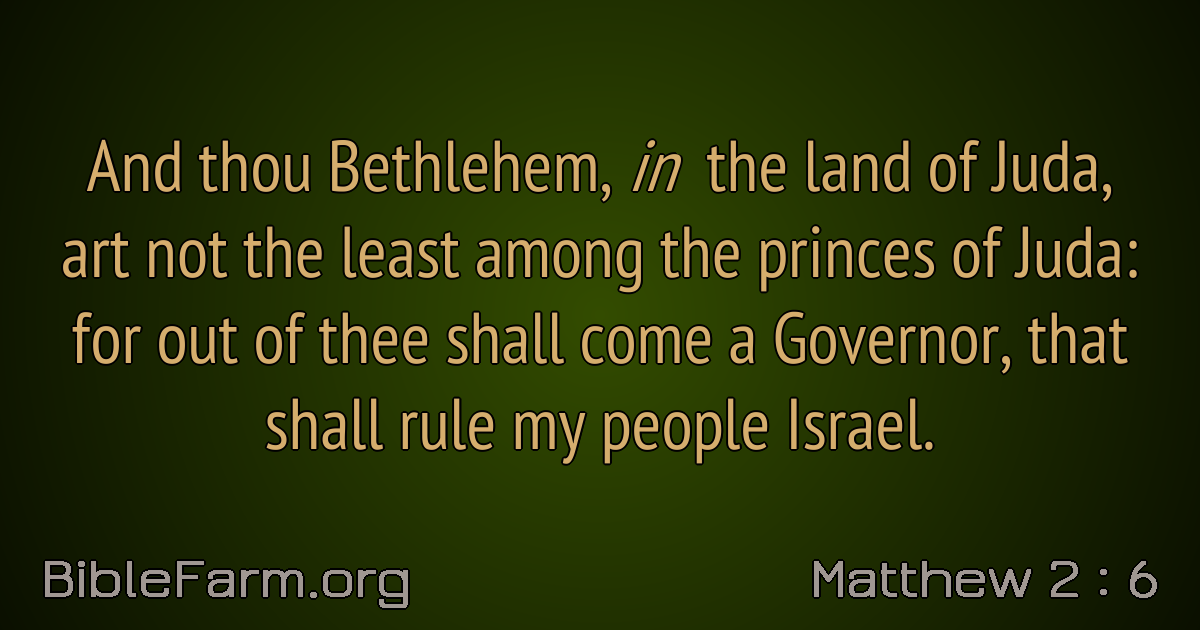 And thou Bethlehem, in the land of Juda,
art not the least among the princes of Juda:
for out of thee shall come a Governor, that
shall rule my people Israel.
BibleFarm.org
Matthew 2 : 6